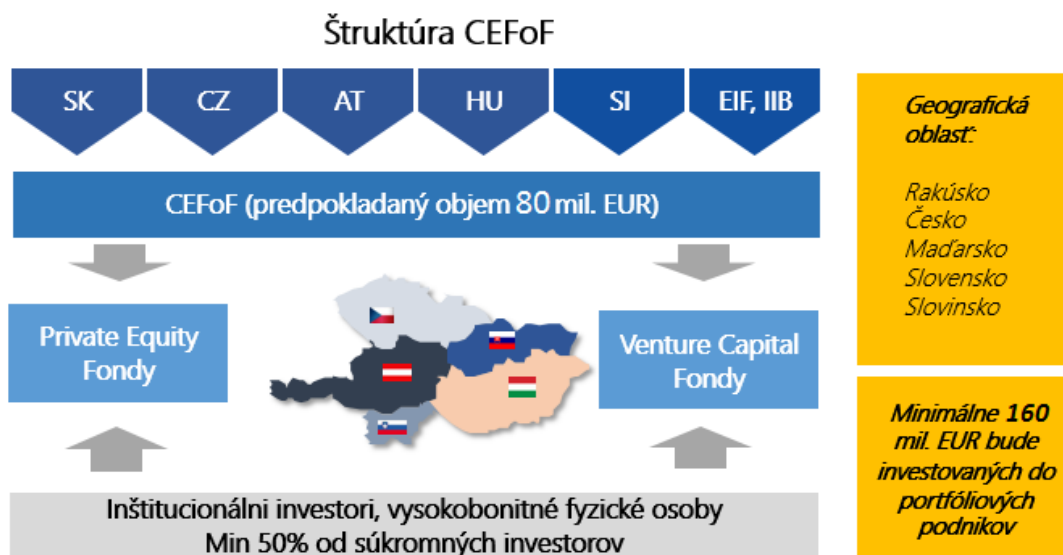 Štruktúra CEFoF
SK
CZ
AT
HU
SI
EIF, IIB
CEFoF (predpokladaný objem 80 mil. EUR)
Private Equity
Fondy
Venture Capital
Fondy
Inštitucionálni investori, vysokobonitné fyzické osoby
Min 50% od súkromných investorov
Geografická
oblasť:
Rakúsko
Česko
Maďarsko
Slovensko
Slovinsko
Minimálne 160
mil. EUR bude
investovaných do
portfóliových
podnikov